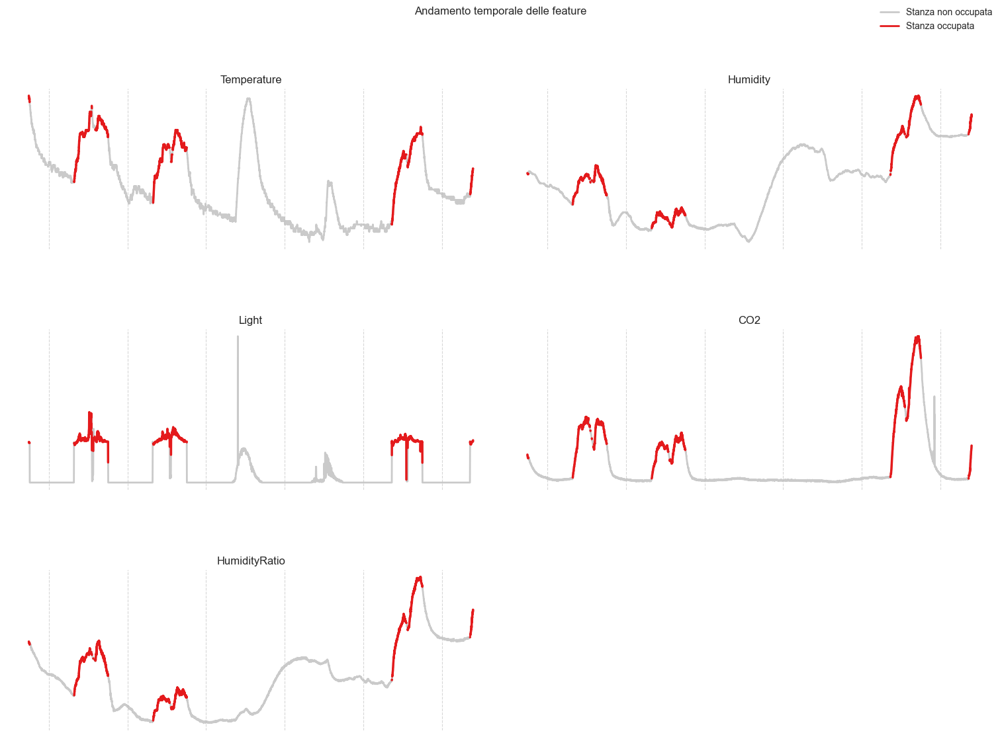 Andamento temporale delle feature
Stanza non occupata
Stanza occupata
Temperature
Humidity
Light
CO2
HumidityRatio